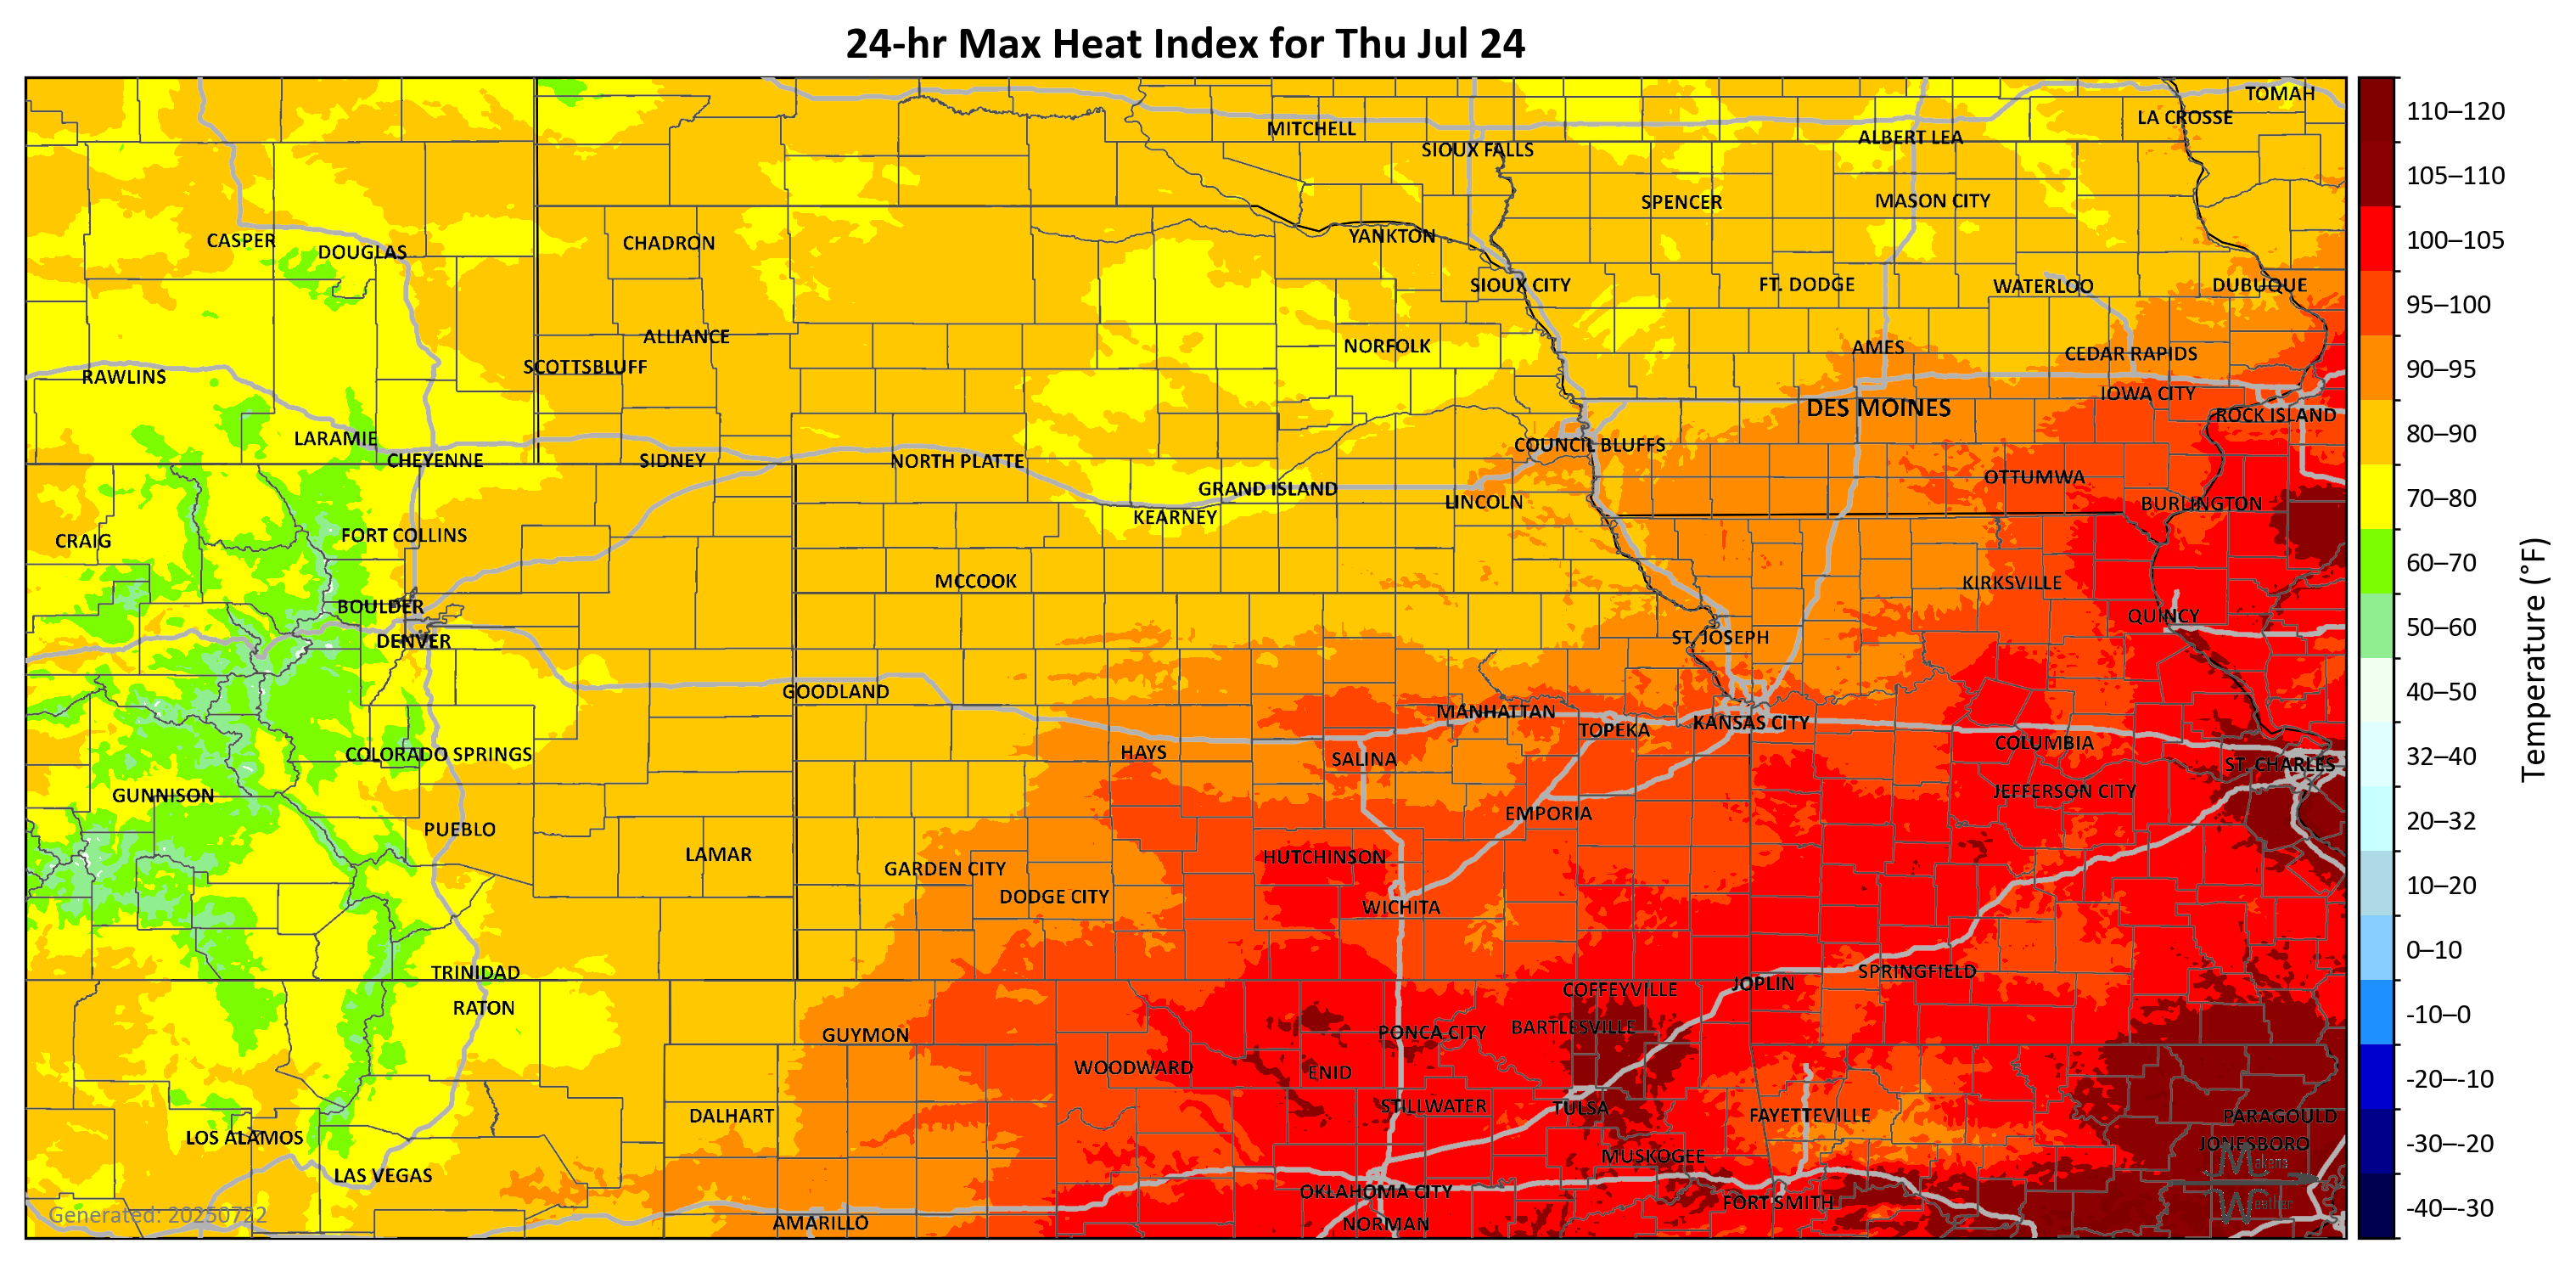 24-hr Max Heat Index for Thu Jul 24
TOMAH
LA CROSSE
MITCHELL
ALBERT LEA
SIOUX FALLS
SPENCER
MASON CITY
CASPER
DOUGLAS
CHADRON
YANKTON
SIOUX CITY
FT. DODGE
WATERLOO
DUBUQUE
ALLIANCE
NORFOLK
AMES
CEDAR RAPIDS
SCOTTSBLUFF
RAWLINS
IOWA CITY
DES MOINES
ROCK ISLAND
LARAMIE
COUNCIL BLUFFS
CHEYENNE
SIDNEY
NORTH PLATTE
OTTUMWA
GRAND ISLAND
LINCOLN
BURLINGTON
KEARNEY
FORT COLLINS
CRAIG
MCCOOK
KIRKSVILLE
BOULDER
QUINCY
DENVER
ST. JOSEPH
GOODLAND
MANHATTAN
KANSAS CITY
TOPEKA
COLUMBIA
COLORADO SPRINGS
HAYS
SALINA
ST. CHARLES
GUNNISON
JEFFERSON CITY
EMPORIA
PUEBLO
LAMAR
HUTCHINSON
GARDEN CITY
DODGE CITY
WICHITA
TRINIDAD
SPRINGFIELD
JOPLIN
COFFEYVILLE
RATON
BARTLESVILLE
GUYMON
PONCA CITY
WOODWARD
ENID
STILLWATER
TULSA
DALHART
FAYETTEVILLE
PARAGOULD
LOS ALAMOS
JONESBORO
MUSKOGEE
LAS VEGAS
OKLAHOMA CITY
FORT SMITH
AMARILLO
NORMAN
Generated: 20250722
Makens
Weather
110–120
105–110
100–105
95–100
90–95
80–90
70–80
60–70
50–60
40–50
32–40
20–32
10–20
0–10
-10–0
-20–-10
-30–-20
-40–-30
Temperature (°F)